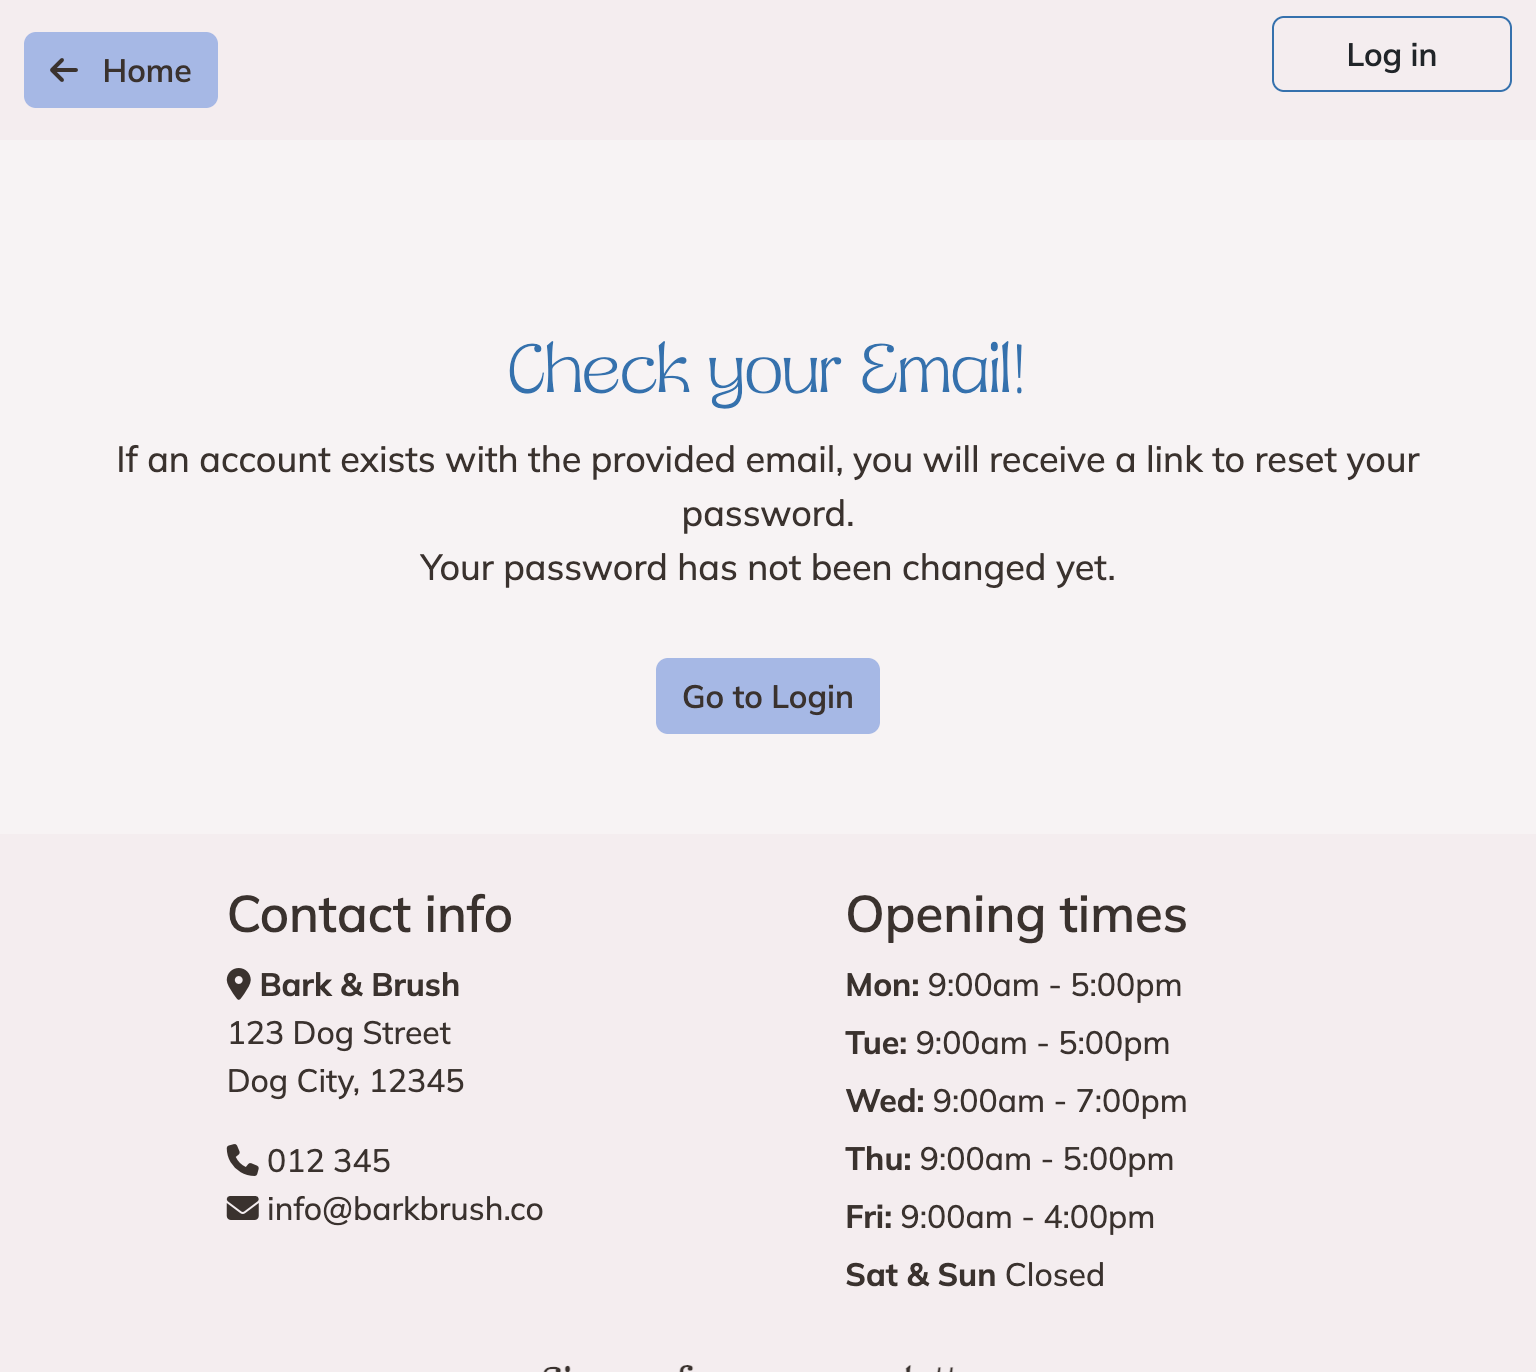 Home
Log in
Check your Email!
If an account exists with the provided email, you will receive a link to reset your
password.
Your password has not been changed yet.
Go to Login
Contact info
Bark & Brush
123 Dog Street
Dog City, 12345
012 345
info@barkbrush.co
Opening times
Mon: 9:00am - 5:00pm
Tue: 9:00am - 5:00pm
Wed: 9:00am - 7:00pm
Thu: 9:00am - 5:00pm
Fri: 9:00am - 4:00pm
Sat & Sun Closed